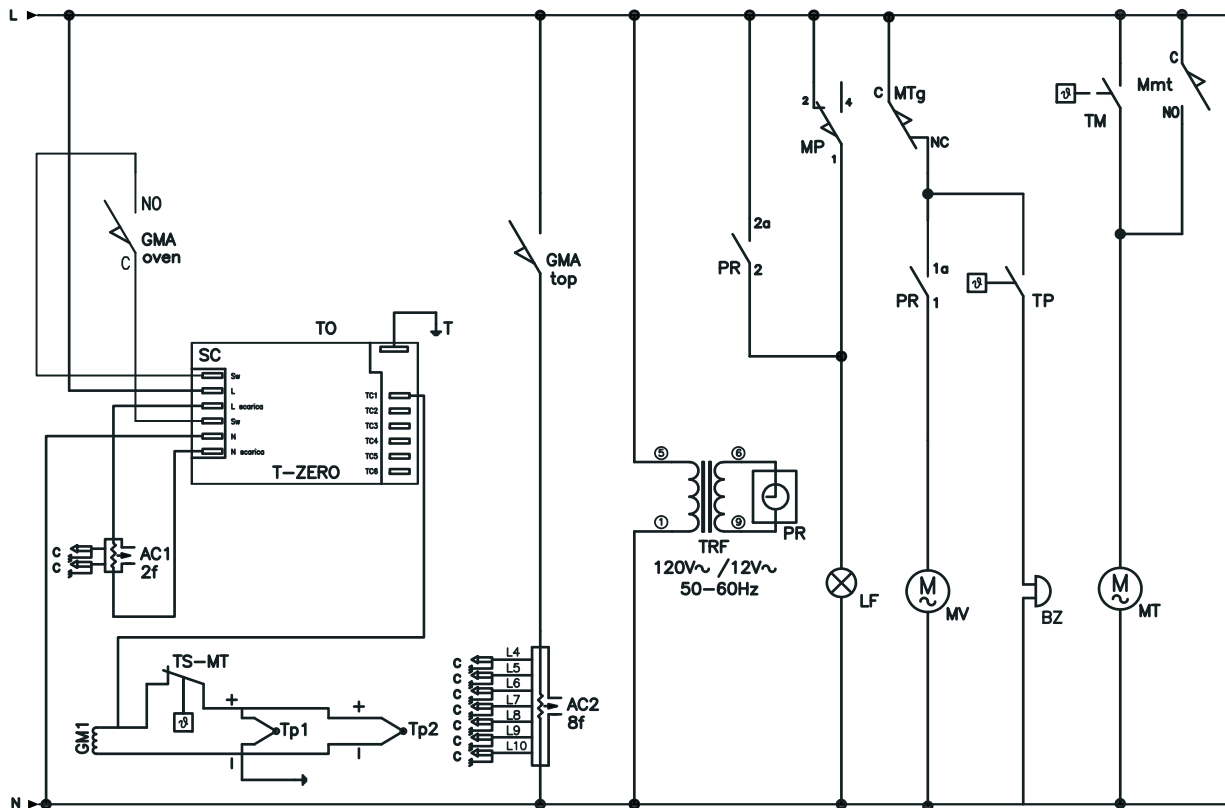 L
2
4
MP
1
C
MTg
NC
ϑ
TM
C
Mmt
NO
NO
GMA
oven
C
GMA
top
2a
PR
2
1a
PR
1
ϑ
TP
TO
T
SC
Sw
L
L scarica
Sw
N
N scarica
TC1
TC2
TC3
TC4
TC5
TC6
T-ZERO
5
6
1
9
PR
TRF
120V~ /12V~
50-60Hz
C
C
AC1
2f
LF
M
~
MV
BZ
M
~
MT
TS-MT
ϑ
GM1
+
–
Tp1
+
–
Tp2
C
C
C
C
C
C
C
L4
L5
L6
L7
L8
L9
L10
AC2
8f
N